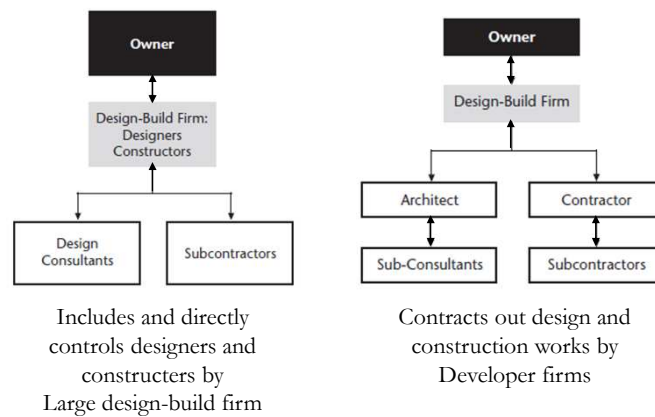 Owner
Design-Build Firm:
Designers
Constructors
Design
Consultants
Subcontractors
Includes and directly
controls designers and
constructers by
Large design-build firm
Owner
Design-Build Firm
Architect
Contractor
Sub-Consultants
Subcontractors
Contracts out design and
construction works by
Developer firms